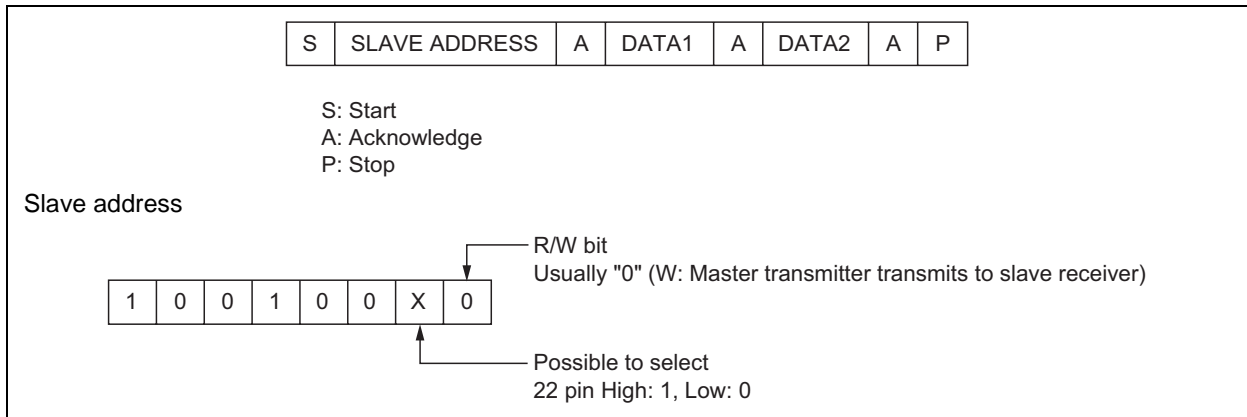 S SLAVE ADDRESS A DATA1 A DATA2 A P
S: Start
A: Acknowledge
P: Stop
Slave address
R/W bit
Usually "0" (W: Master transmitter transmits to slave receiver)
1 0 0 1 0 0 X 0
Possible to select
22 pin High: 1, Low: 0